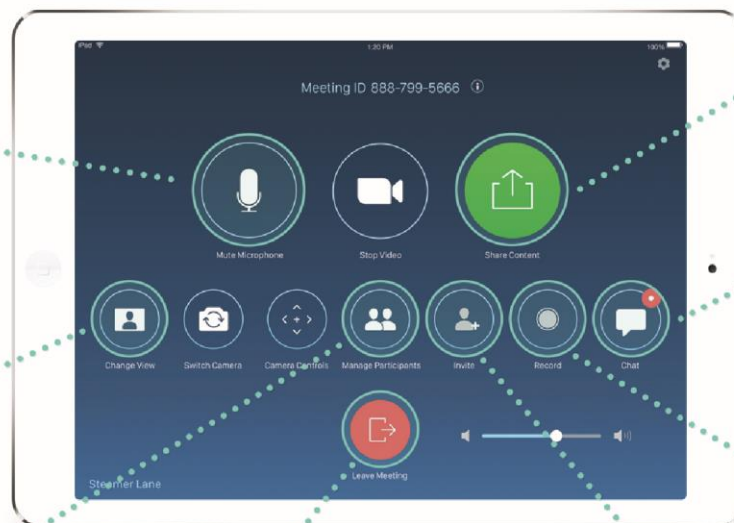 iPad
1:20 PM
100%
Meeting ID 888-799-5666
Mute Microphone
Stop Video
Share Content
Change View
Switch Camera
Camera Controls
Manage Participants
Invite
Record
Chat
Leave Meeting
Steamer Lane